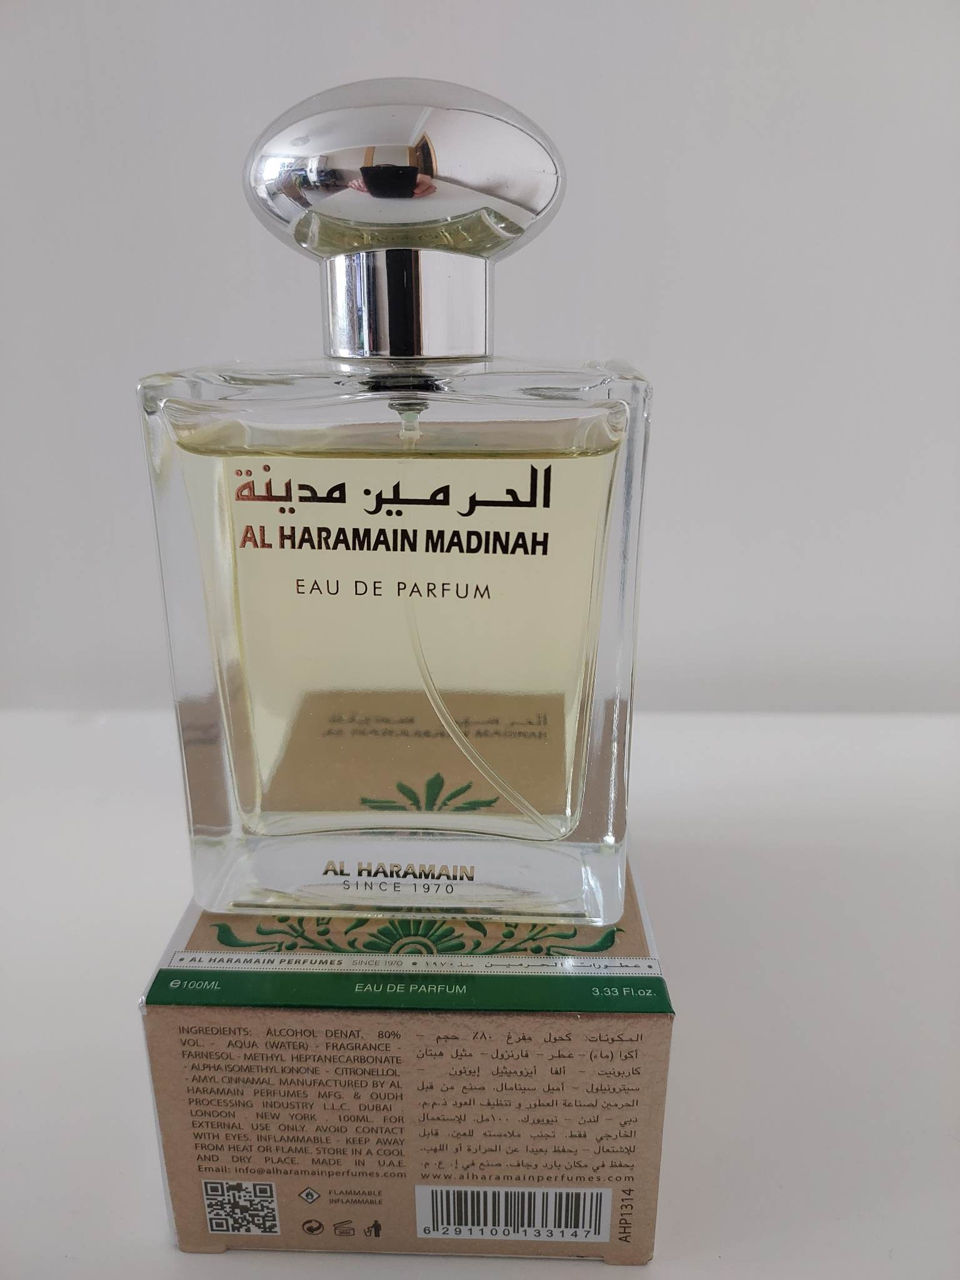 الحرمين مدينة
AL HARAMAIN MADINAH
EAU DE PARFUM
AL HARAMAIN
SINCE 1970
• AL HARAMAIN PERFUMES SINCE 1970 • عطورات الحرمين منذ ١٩٧٠ •
℮100ML EAU DE PARFUM 3.33 Fl.oz.
INGREDIENTS: ALCOHOL DENAT, 80%
VOL. - AQUA (WATER) - FRAGRANCE -
FARNESOL - METHYL HEPTANECARBONATE
- ALPHA ISOMETHYL IONONE - CITRONELLOL
- AMYL CINNAMAL, MANUFACTURED BY AL
HARAMAIN PERFUMES MFG. & OUDH
PROCESSING INDUSTRY L.L.C. DUBAI .
LONDON . NEW YORK . 100ML. FOR
EXTERNAL USE ONLY. AVOID CONTACT
WITH EYES. INFLAMMABLE - KEEP AWAY
FROM HEAT OR FLAME. STORE IN A COOL
AND DRY PLACE. MADE IN U.A.E.
Email: info@alharamainperfumes.com
المكونات: كحول مفرغ ٨٠٪ حجم –
أكوا (ماء) – عطر – فارنزول – مثيل هبتان
كاربونيت – ألفا أيزوميثيل إيونون –
سيترونيلول – أميل سينامال. صنع من قبل
الحرمين لصناعة العطور و تنظيف العود ذ.م.م.
دبي – لندن – نيويورك. ١٠٠مل. للإستعمال
الخارجي فقط. تجنب ملامسته للعين. قابل
للإشتعال – يحفظ بعيدا عن الحرارة أو اللهب.
يحفظ في مكان بارد وجاف. صنع في إ. ع. م.
www.alharamainperfumes.com
FLAMMABLE
INFLAMMABLE
6 291100 133147
AHP1314